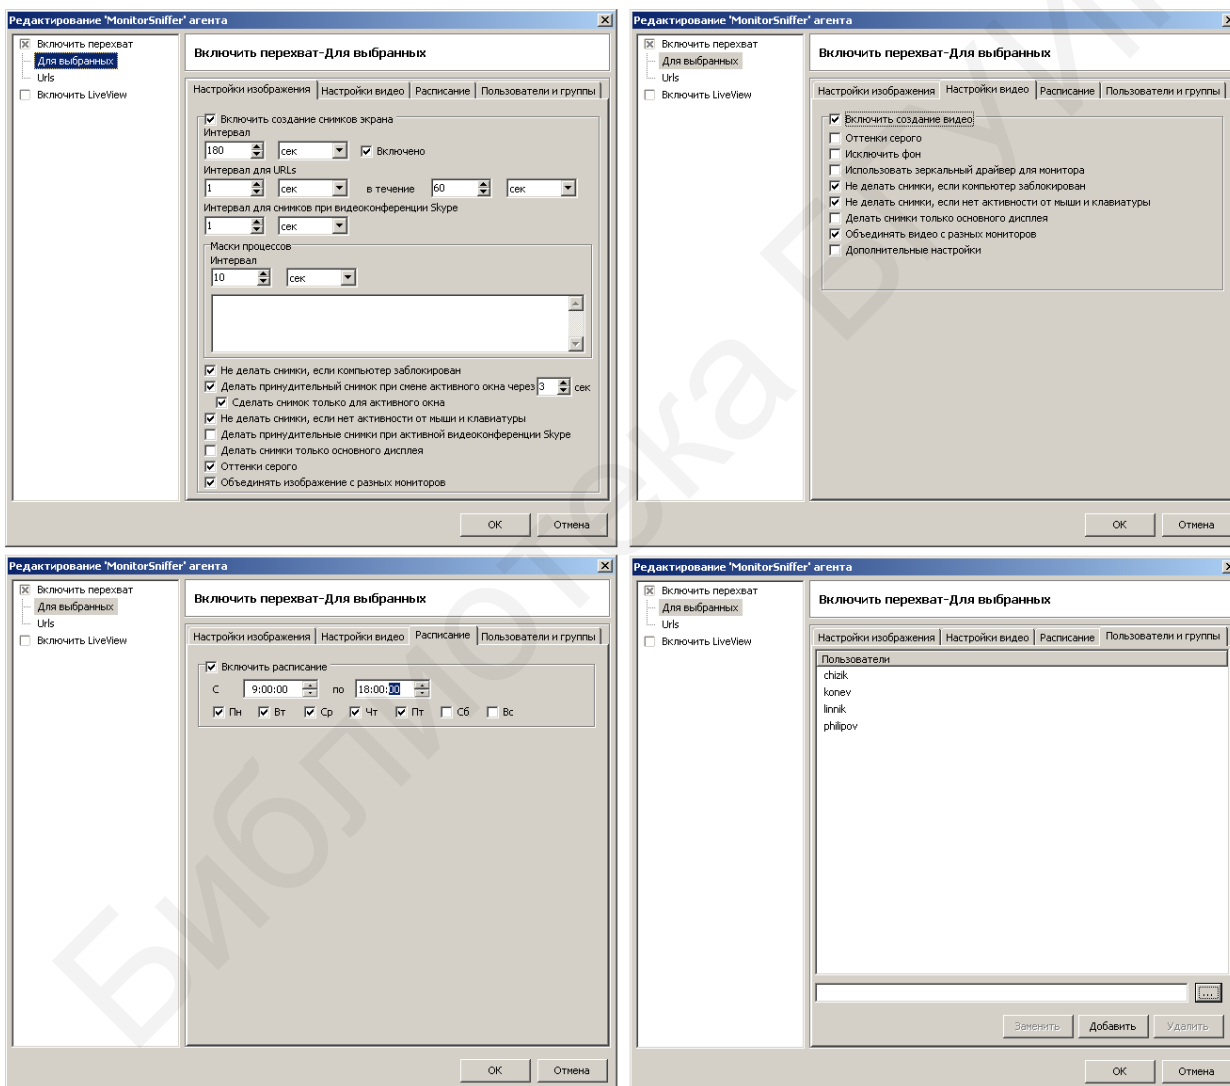 Редактирование 'MonitorSniffer' агента
Включить перехват
Для выбранных
Urls
Включить LiveView
Включить перехват-Для выбранных
Настройки изображения Настройки видео Расписание Пользователи и группы
Включить создание снимков экрана
Интервал
180 сек Включено
Интервал для URLs
1 сек в течение 60 сек
Интервал для снимков при видеоконференции Skype
1 сек
Маски процессов
Интервал
10 сек
Не делать снимки, если компьютер заблокирован
Делать принудительный снимок при смене активного окна через 3 сек
Сделать снимок только для активного окна
Не делать снимки, если нет активности от мыши и клавиатуры
Делать принудительные снимки при активной видеоконференции Skype
Делать снимки только основного дисплея
Оттенки серого
Объединять изображение с разных мониторов
OK Отмена
Редактирование 'MonitorSniffer' агента
Включить перехват
Для выбранных
Urls
Включить LiveView
Включить перехват-Для выбранных
Настройки изображения Настройки видео Расписание Пользователи и группы
Включить создание видео
Оттенки серого
Исключить фон
Использовать зеркальный драйвер для монитора
Не делать снимки, если компьютер заблокирован
Не делать снимки, если нет активности от мыши и клавиатуры
Делать снимки только основного дисплея
Объединять видео с разных мониторов
Дополнительные настройки
OK Отмена
Редактирование 'MonitorSniffer' агента
Включить перехват
Для выбранных
Urls
Включить LiveView
Включить перехват-Для выбранных
Настройки изображения Настройки видео Расписание Пользователи и группы
Включить расписание
С 9:00:00 по 18:00:00
Пн Вт Ср Чт Пт Сб Вс
OK Отмена
Редактирование 'MonitorSniffer' агента
Включить перехват
Для выбранных
Urls
Включить LiveView
Включить перехват-Для выбранных
Настройки изображения Настройки видео Расписание Пользователи и группы
Пользователи
chizik
konev
linnik
philipov
...
Заменить Добавить Удалить
OK Отмена
Библиотека БГУИ